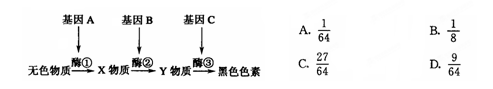 基因A 基因B 基因C
酶① 酶② 酶③
无色物质 X物质 Y物质 黑色色素
A. 1/64 B. 1/8
C. 27/64 D. 9/64